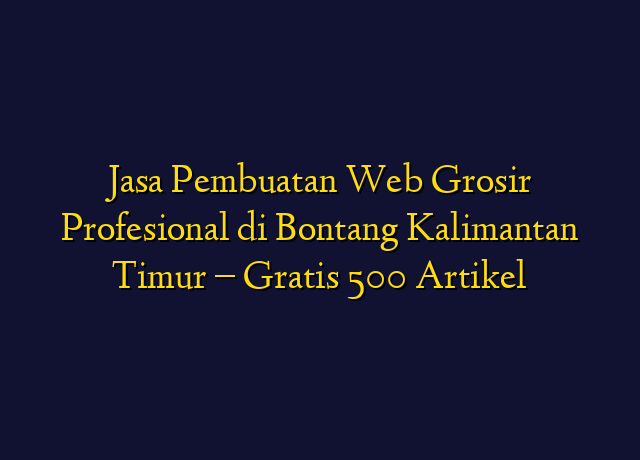 Jasa Pembuatan Web Grosir
Profesional di Bontang Kalimantan
Timur – Gratis 500 Artikel